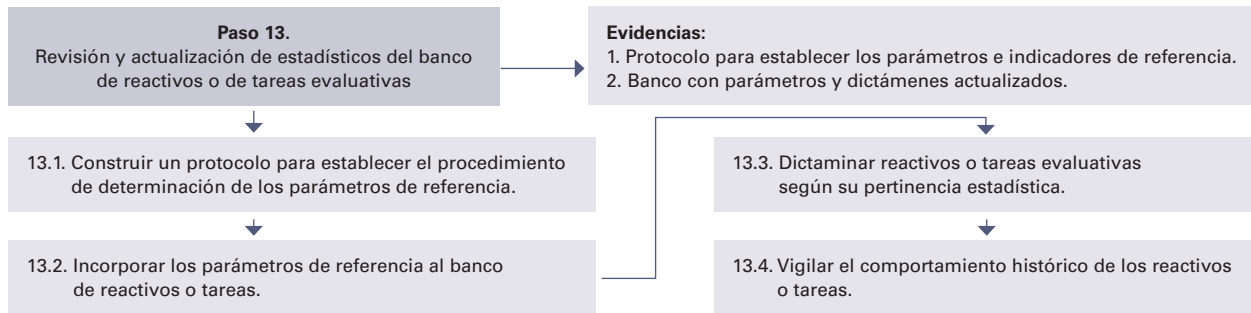 Paso 13.
Revisión y actualización de estadísticos del banco
de reactivos o de tareas evaluativas
Evidencias:
1. Protocolo para establecer los parámetros e indicadores de referencia.
2. Banco con parámetros y dictámenes actualizados.
13.1. Construir un protocolo para establecer el procedimiento
de determinación de los parámetros de referencia.
13.2. Incorporar los parámetros de referencia al banco
de reactivos o tareas.
13.3. Dictaminar reactivos o tareas evaluativas
según su pertinencia estadística.
13.4. Vigilar el comportamiento histórico de los reactivos
o tareas.